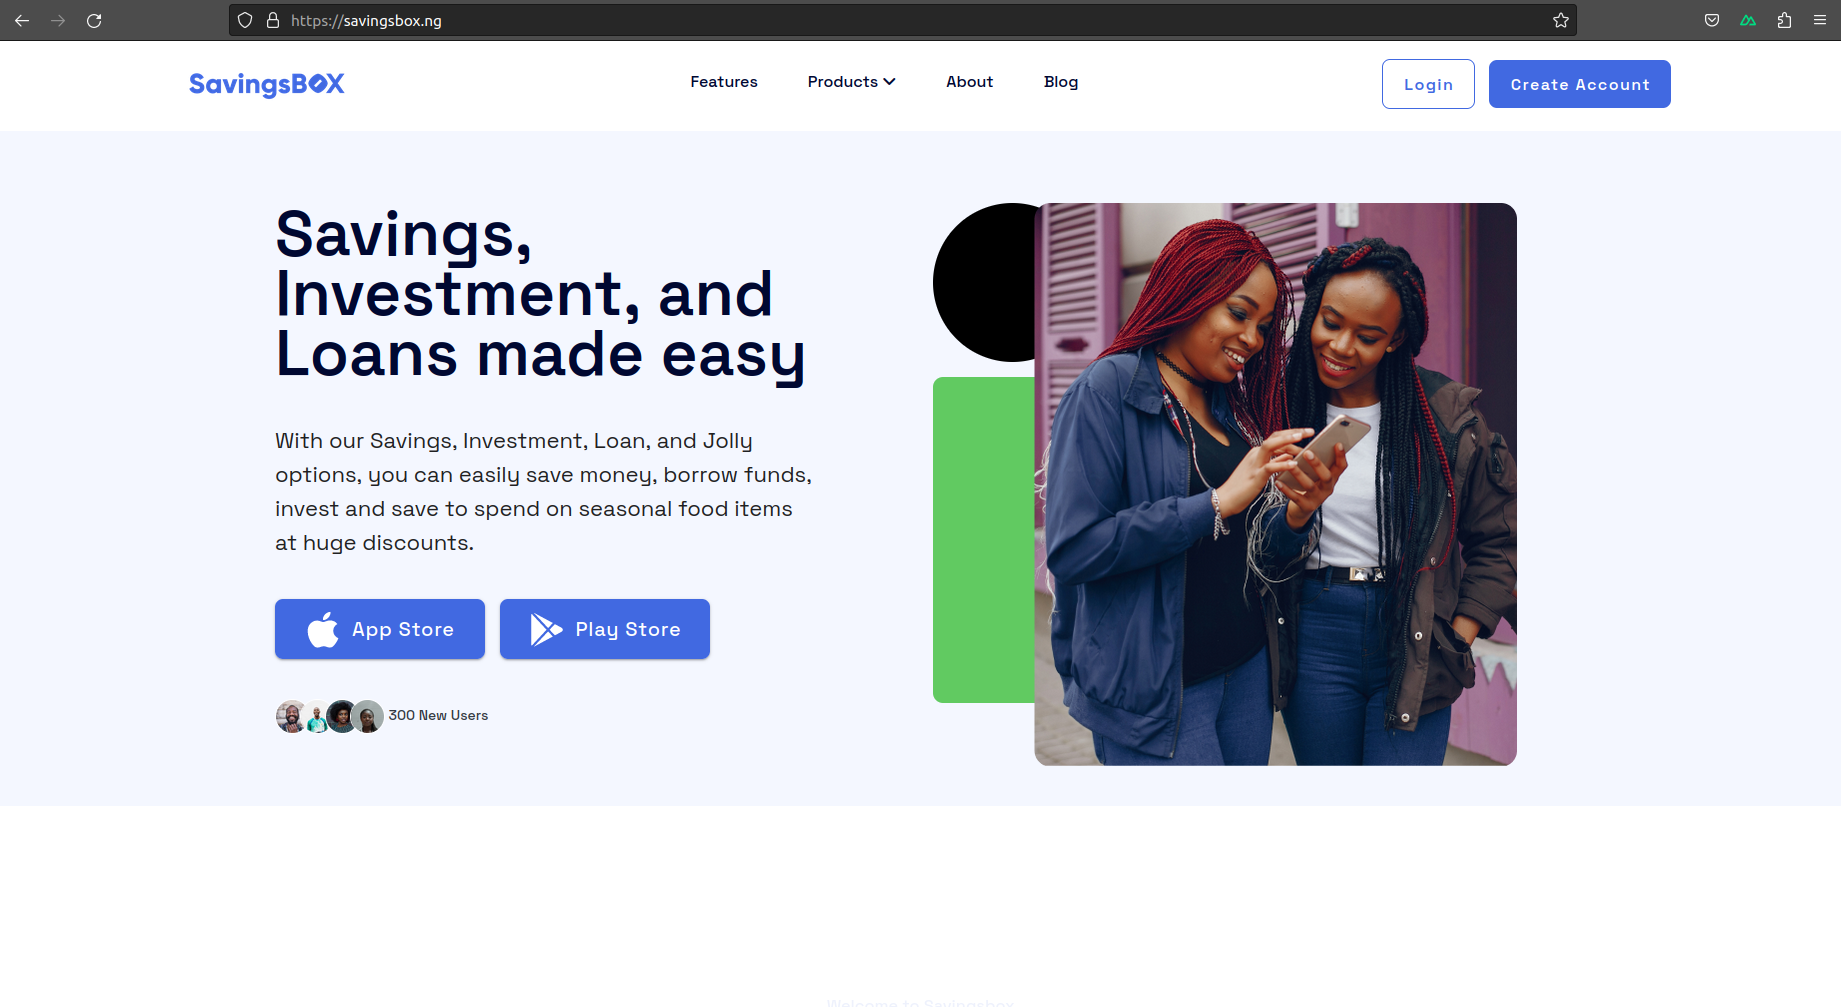 https://savingsbox.ng
SavingsBOX
Features
Products
About
Blog
Login
Create Account
Savings,
Investment, and
Loans made easy
With our Savings, Investment, Loan, and Jolly
options, you can easily save money, borrow funds,
invest and save to spend on seasonal food items
at huge discounts.
App Store
Play Store
300 New Users
Welcome to Savingsbox